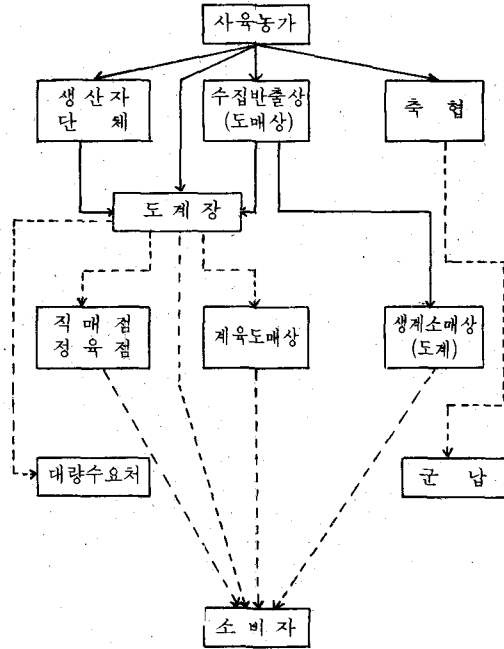 사육농가
생산자
단체
수집반출상
(도매상)
축협
도계장
직매점
정육점
계육도매상
생계소매상
(도계)
대량수요처
군납
소비자